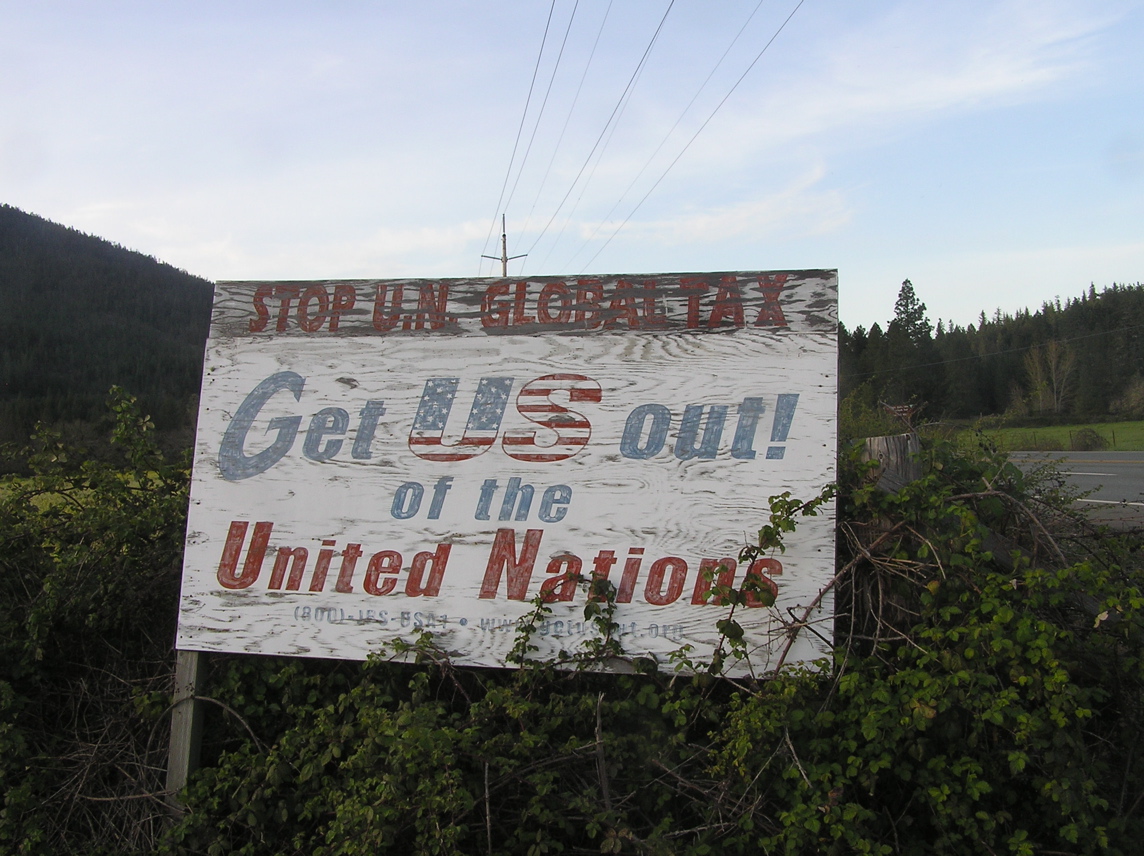 STOP U.N. GLOBAL TAX
Get US out!
of the
United Nations